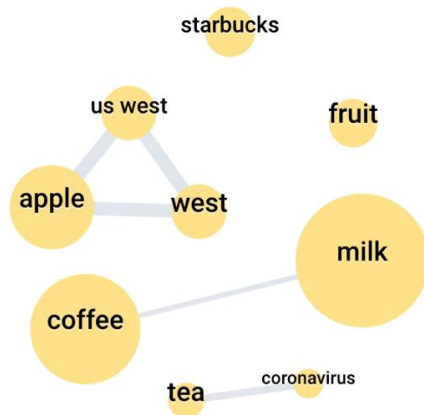 starbucks
us west
fruit
apple
west
milk
coffee
coronavirus
tea